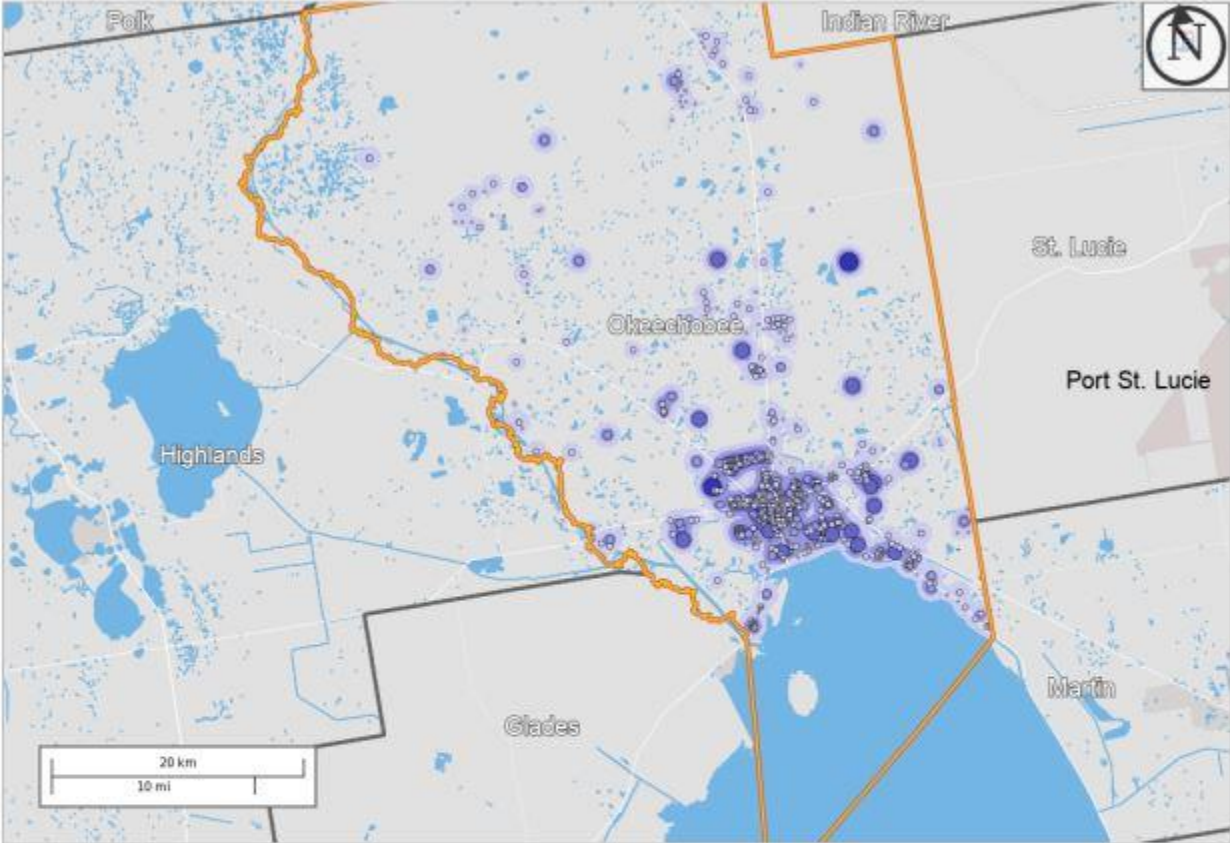 Polk
Indian River
N
St. Lucie
Okeechobee
Port St. Lucie
Highlands
Martin
Glades
20 km
10 mi